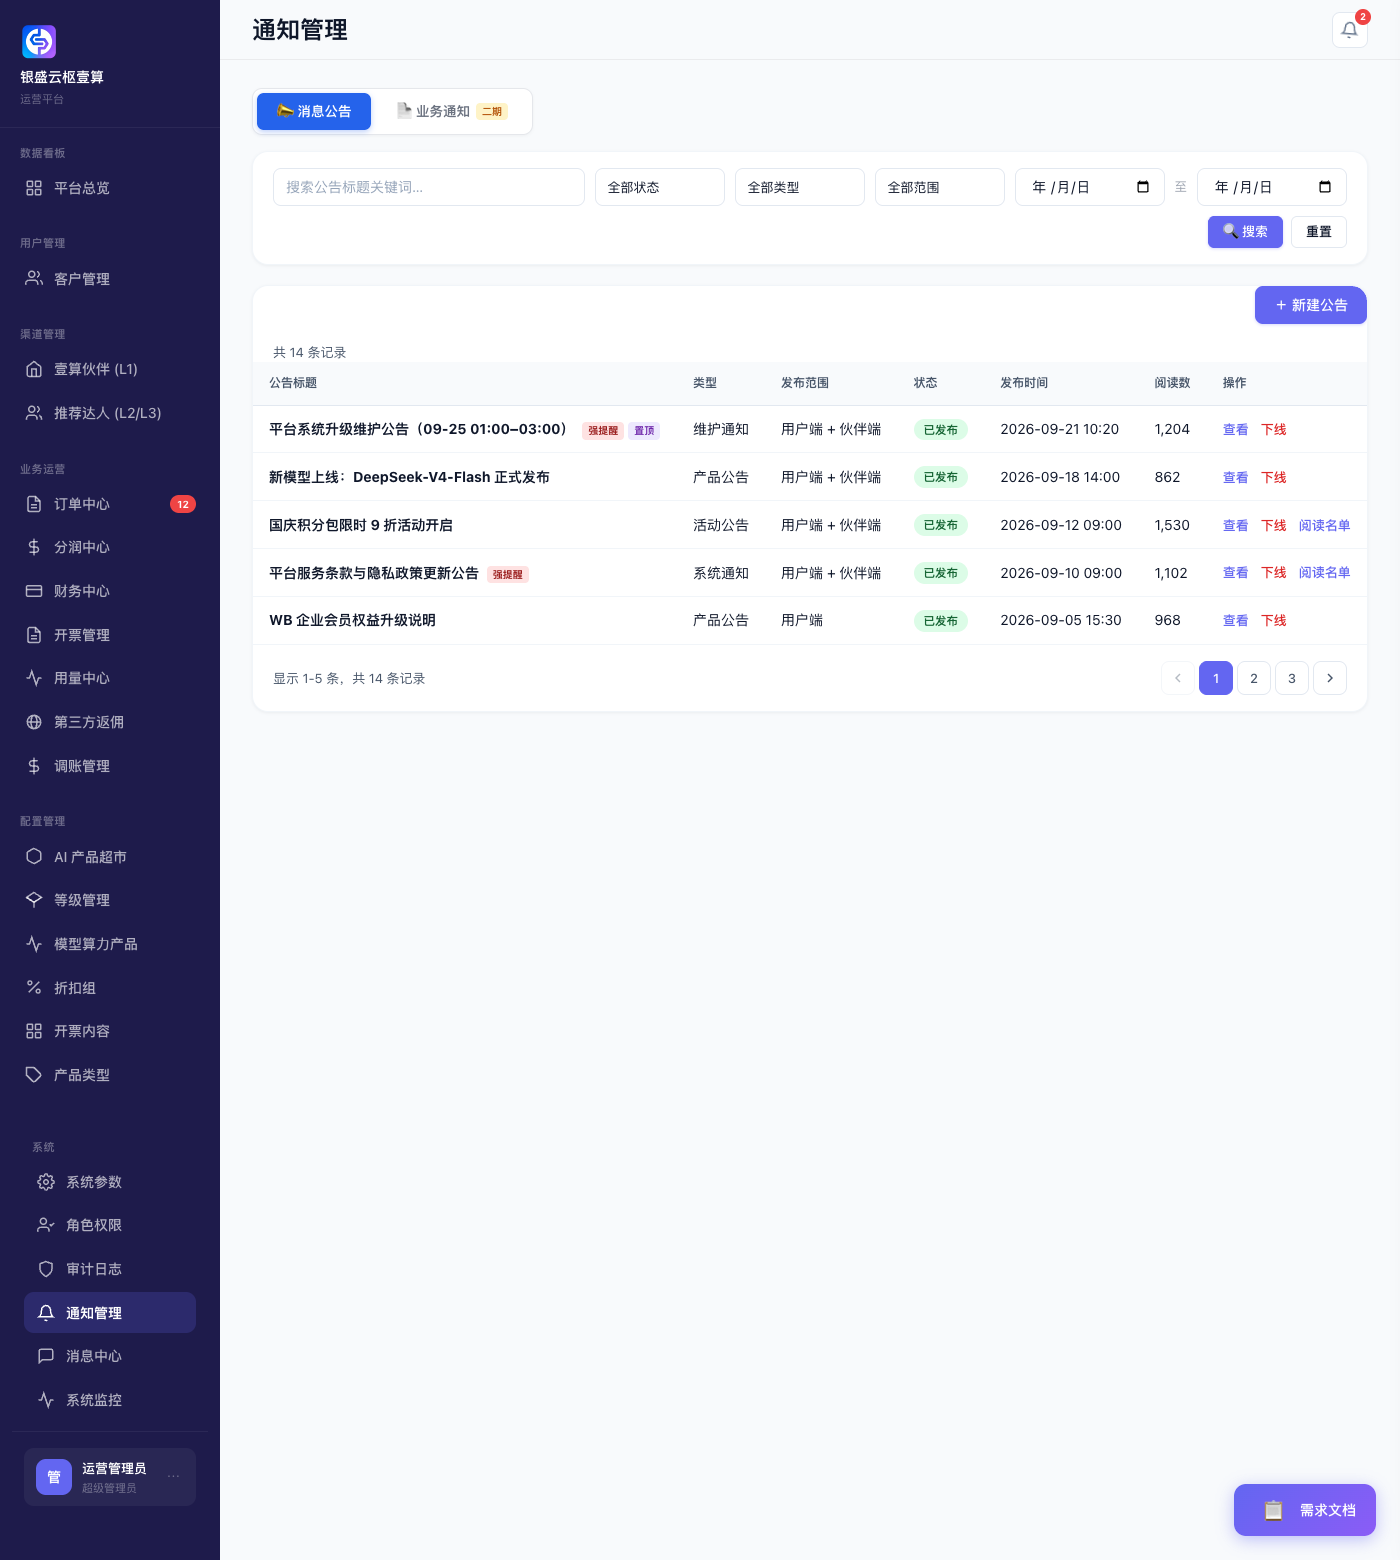 银盛云枢壹算
运营平台
数据看板
平台总览
用户管理
客户管理
渠道管理
壹算伙伴 (L1)
推荐达人 (L2/L3)
业务运营
订单中心 12
分润中心
财务中心
开票管理
用量中心
第三方返佣
调账管理
配置管理
AI 产品超市
等级管理
模型算力产品
折扣组
开票内容
产品类型
系统
系统参数
角色权限
审计日志
通知管理
消息中心
系统监控
管 运营管理员 ...
超级管理员
通知管理 2
消息公告 业务通知 二期
搜索公告标题关键词... 全部状态 全部类型 全部范围 年 /月/日 至 年 /月/日
搜索 重置
+ 新建公告
共 14 条记录
公告标题 类型 发布范围 状态 发布时间 阅读数 操作
平台系统升级维护公告（09-25 01:00–03:00） 强提醒 置顶 维护通知 用户端 + 伙伴端 已发布 2026-09-21 10:20 1,204 查看 下线
新模型上线：DeepSeek-V4-Flash 正式发布 产品公告 用户端 + 伙伴端 已发布 2026-09-18 14:00 862 查看 下线
国庆积分包限时 9 折活动开启 活动公告 用户端 + 伙伴端 已发布 2026-09-12 09:00 1,530 查看 下线 阅读名单
平台服务条款与隐私政策更新公告 强提醒 系统通知 用户端 + 伙伴端 已发布 2026-09-10 09:00 1,102 查看 下线 阅读名单
WB 企业会员权益升级说明 产品公告 用户端 已发布 2026-09-05 15:30 968 查看 下线
显示 1-5 条，共 14 条记录 ‹ 1 2 3 ›
需求文档